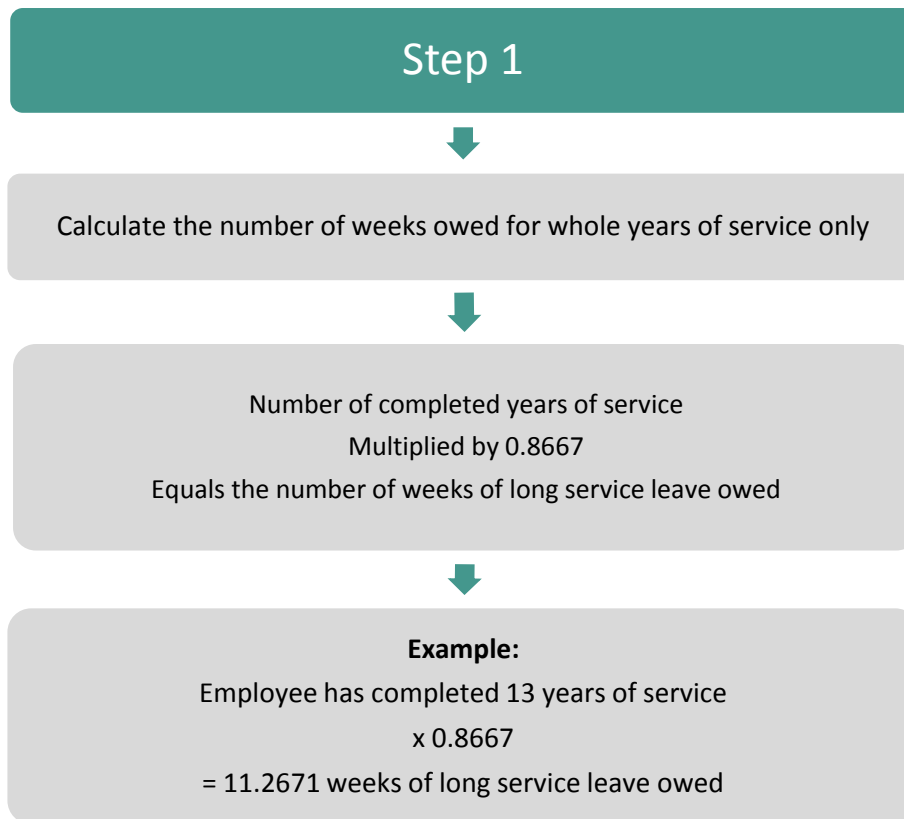 Step 1
Calculate the number of weeks owed for whole years of service only
Number of completed years of service
Multiplied by 0.8667
Equals the number of weeks of long service leave owed
Example:
Employee has completed 13 years of service
x 0.8667
= 11.2671 weeks of long service leave owed